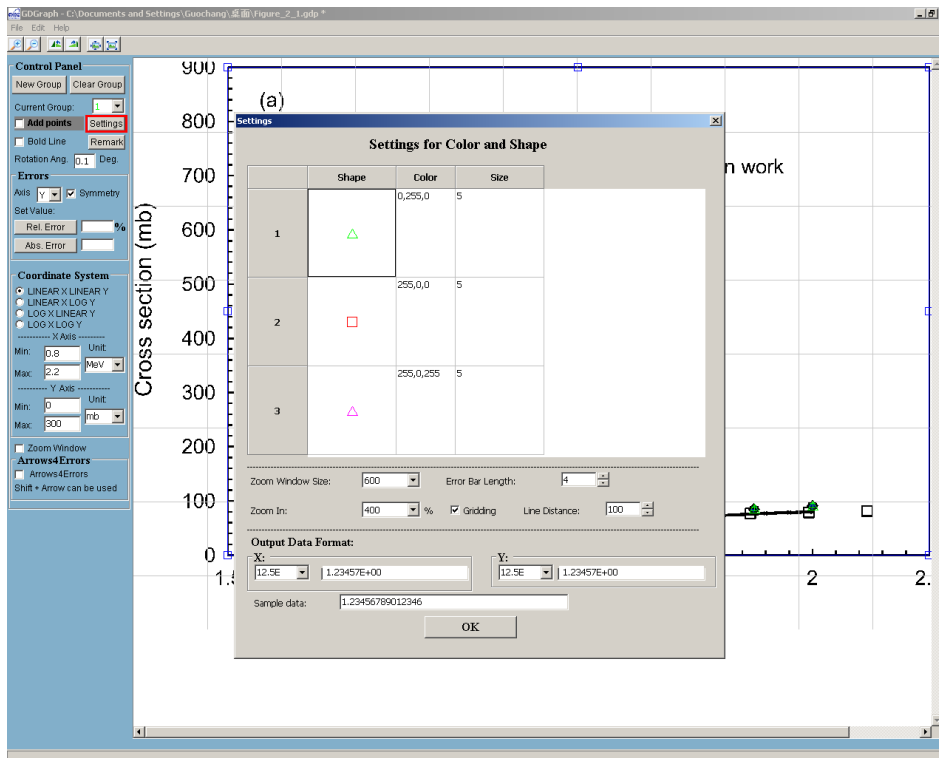 GDGraph - C:\Documents and Settings\Guochang\桌面\Figure_2_1.gdp *
File Edit Help
Control Panel
New Group Clear Group
Current Group: 1
Add points Settings
Bold Line Remark
Rotation Ang. 0.1 Deg.
Errors
Axis Y Symmetry
Set Value:
Rel. Error %
Abs. Error
Coordinate System
LINEAR X LINEAR Y
LINEAR X LOG Y
LOG X LINEAR Y
LOG X LOG Y
---------- X Axis ---------
Min: 0.8 Unit:
Max: 2.2 MeV
---------- Y Axis ----------
Min: 0 Unit:
Max: 300 mb
Zoom Window
Arrows4Errors
Arrows4Errors
Shift + Arrow can be used
Cross section (mb)
900
800
700
600
500
400
300
200
100
0
(a)
n work
1.5
2
2.
Settings
Settings for Color and Shape
Shape Color Size
1 0,255,0 5
2 255,0,0 5
3 255,0,255 5
Zoom Window Size: 600 Error Bar Length: 4
Zoom In: 400 % Gridding Line Distance: 100
Output Data Format:
X: Y:
12.5E | 1.23457E+00 12.5E | 1.23457E+00
Sample data: 1.23456789012346
OK